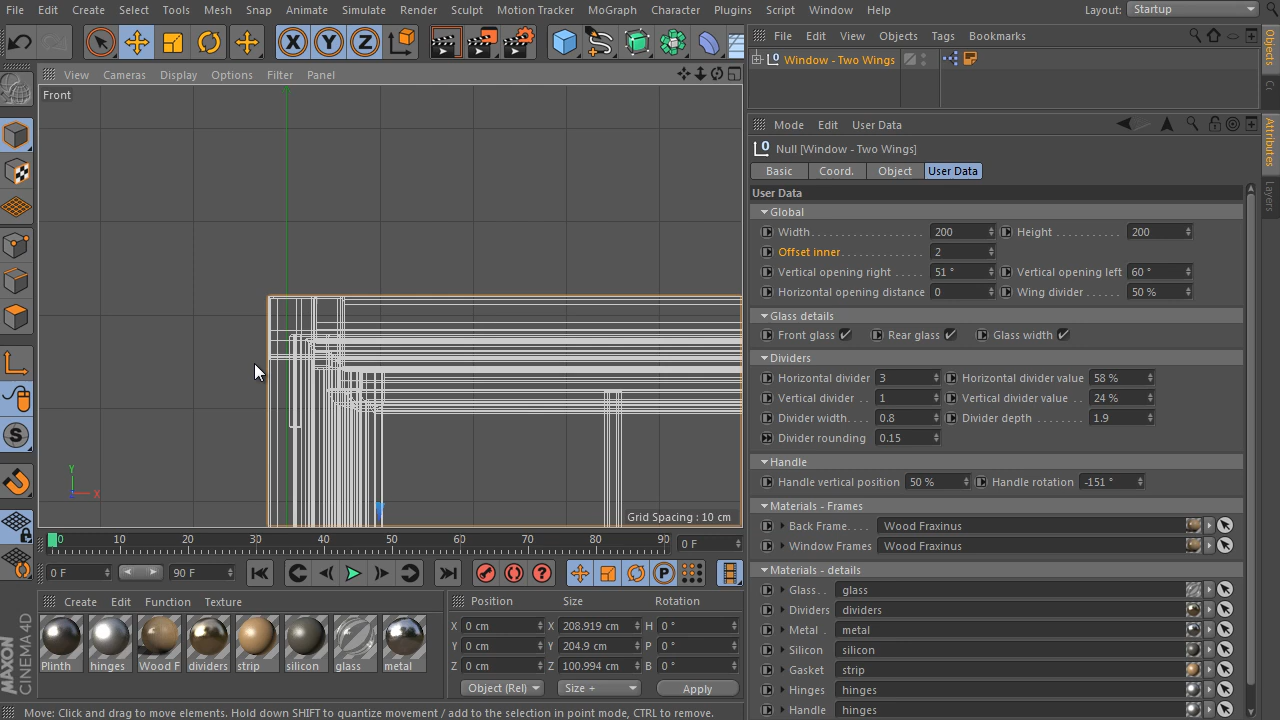 File Edit Create Select Tools Mesh Snap Animate Simulate Render Sculpt Motion Tracker MoGraph Character Plugins Script Window Help Layout: Startup
File Edit View Objects Tags Bookmarks
View Cameras Display Options Filter Panel
Front
Window - Two Wings
Objects
Attributes
Layers
Mode Edit User Data
Null [Window - Two Wings]
Basic Coord. Object User Data
User Data
Global
Width 200 Height 200
Offset inner 2
Vertical opening right 51 ° Vertical opening left 60 °
Horizontal opening distance 0 Wing divider 50 %
Glass details
Front glass Rear glass Glass width
Dividers
Horizontal divider 3 Horizontal divider value 58 %
Vertical divider 1 Vertical divider value 24 %
Divider width 0.8 Divider depth 1.9
Divider rounding 0.15
Handle
Handle vertical position 50 % Handle rotation -151 °
Materials - Frames
Back Frame Wood Fraxinus
Window Frames Wood Fraxinus
Materials - details
Glass glass
Dividers dividers
Metal metal
Silicon silicon
Gasket strip
Hinges hinges
Handle hinges
Y
Z X
Grid Spacing : 10 cm
0 10 20 30 40 50 60 70 80 90 0 F
0 F 90 F
Create Edit Function Texture
Plinth hinges Wood F dividers strip silicon glass metal
Position Size Rotation
X 0 cm X 208.919 cm H 0 °
Y 0 cm Y 204.9 cm P 0 °
Z 0 cm Z 100.994 cm B 0 °
Object (Rel) Size + Apply
MAXON CINEMA 4D
Move: Click and drag to move elements. Hold down SHIFT to quantize movement / add to the selection in point mode, CTRL to remove.